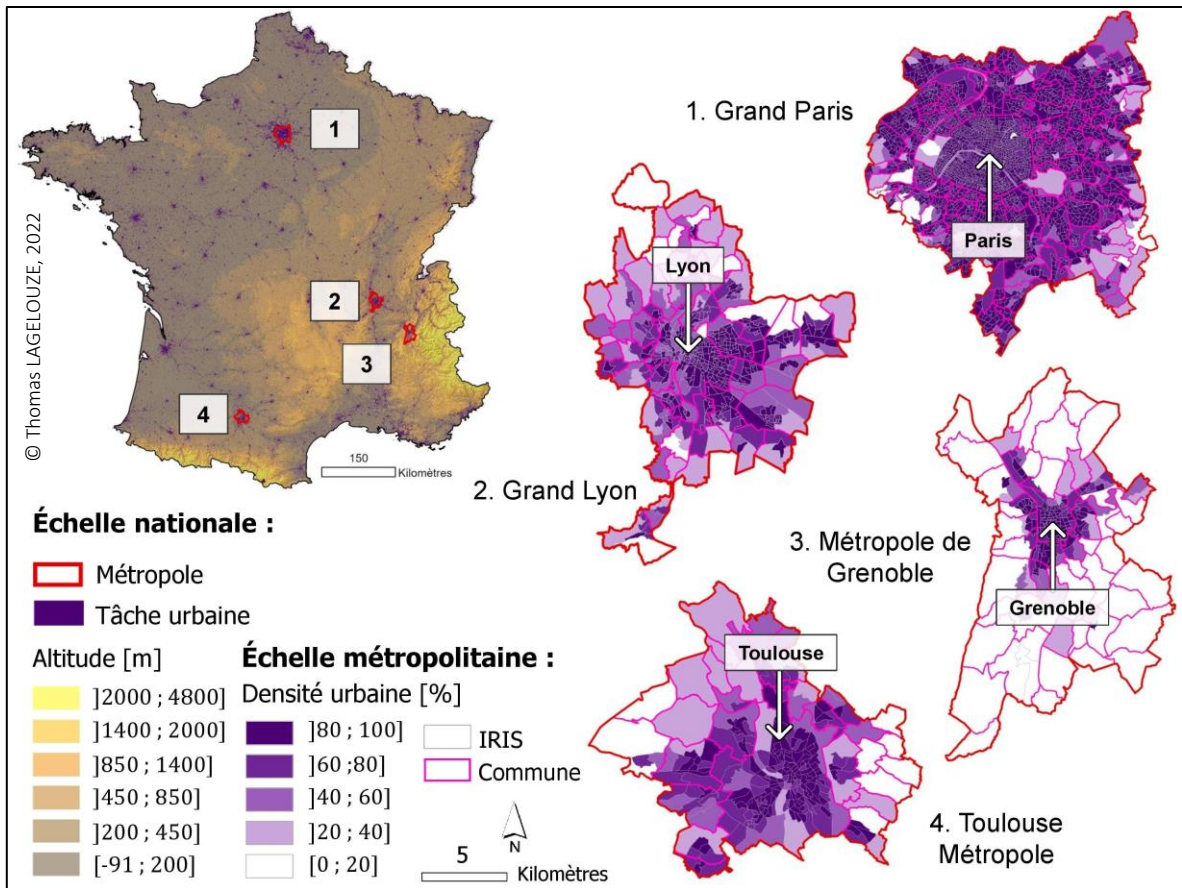 © Thomas LAGELOUZE, 2022
1
2
3
4
150
Kilomètres
1. Grand Paris
Paris
Lyon
2. Grand Lyon
3. Métropole de
Grenoble
Grenoble
Toulouse
4. Toulouse
Métropole
Échelle nationale :
Métropole
Tâche urbaine
Altitude [m]
]2000 ; 4800]
]1400 ; 2000]
]850 ; 1400]
]450 ; 850]
]200 ; 450]
[-91 ; 200]
Échelle métropolitaine :
Densité urbaine [%]
]80 ; 100]
]60 ;80]
]40 ; 60]
]20 ; 40]
[0 ; 20]
IRIS
Commune
N
5
Kilomètres